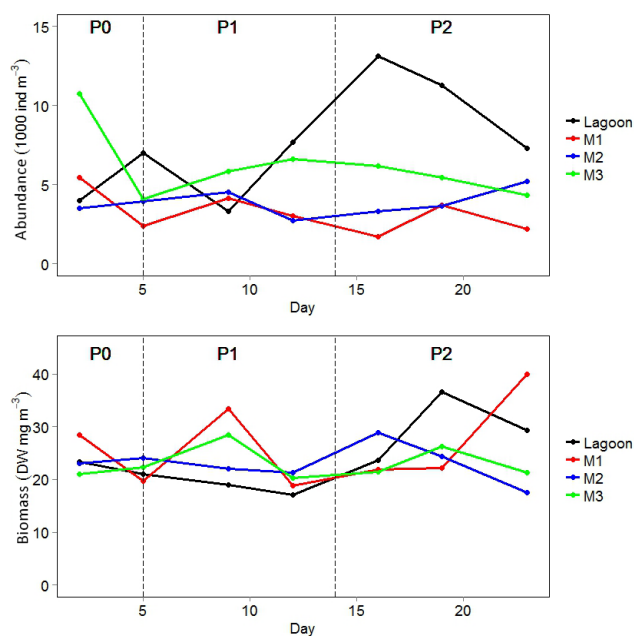 P0 P1 P2
15
10
5
0
Abundance (1000 ind m⁻³)
5 10 15 20
Day
Lagoon
M1
M2
M3
P0 P1 P2
40
30
20
10
0
Biomass (DW mg m⁻³)
5 10 15 20
Day
Lagoon
M1
M2
M3